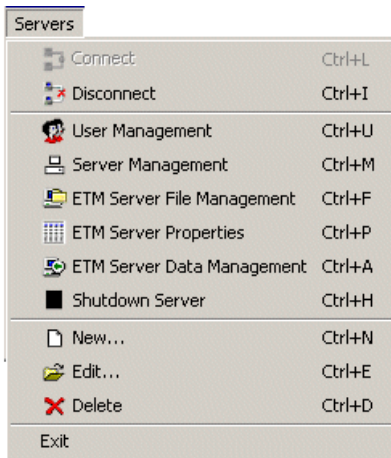 Servers
Connect Ctrl+L
Disconnect Ctrl+I
User Management Ctrl+U
Server Management Ctrl+M
ETM Server File Management Ctrl+F
ETM Server Properties Ctrl+P
ETM Server Data Management Ctrl+A
Shutdown Server Ctrl+H
New... Ctrl+N
Edit... Ctrl+E
Delete Ctrl+D
Exit